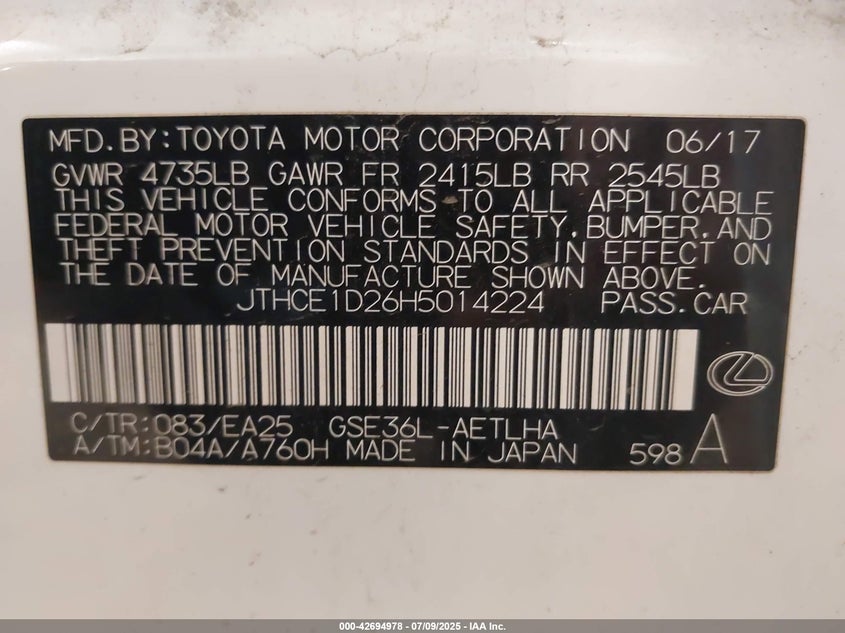 MFD.BY:TOYOTA MOTOR CORPORATION 06/17
GVWR 4735LB GAWR FR 2415LB RR 2545LB
THIS VEHICLE CONFORMS TO ALL APPLICABLE
FEDERAL MOTOR VEHICLE SAFETY,BUMPER,AND
THEFT PREVENTION STANDARDS IN EFFECT ON
THE DATE OF MANUFACTURE SHOWN ABOVE.
JTHCE1D26H5014224 PASS.CAR
C/TR:083/EA25 GSE36L-AETLHA
A/TM:B04A/A760H MADE IN JAPAN 598 A
000-42694978 - 07/09/2025 - IAA Inc.